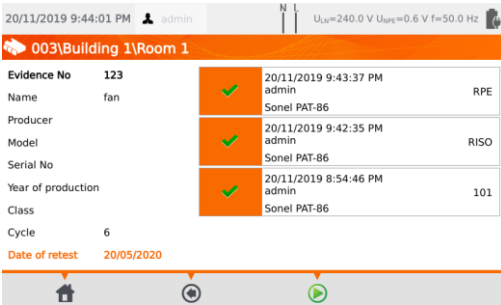 20/11/2019 9:44:01 PM admin N L U_LN=240.0 V U_NPE=0.6 V f=50.0 Hz
003\Building 1\Room 1
Evidence No 123
Name fan
Producer
Model
Serial No
Year of production
Class
Cycle 6
Date of retest 20/05/2020
20/11/2019 9:43:37 PM
admin RPE
Sonel PAT-86
20/11/2019 9:42:35 PM
admin RISO
Sonel PAT-86
20/11/2019 8:54:46 PM
admin 101
Sonel PAT-86